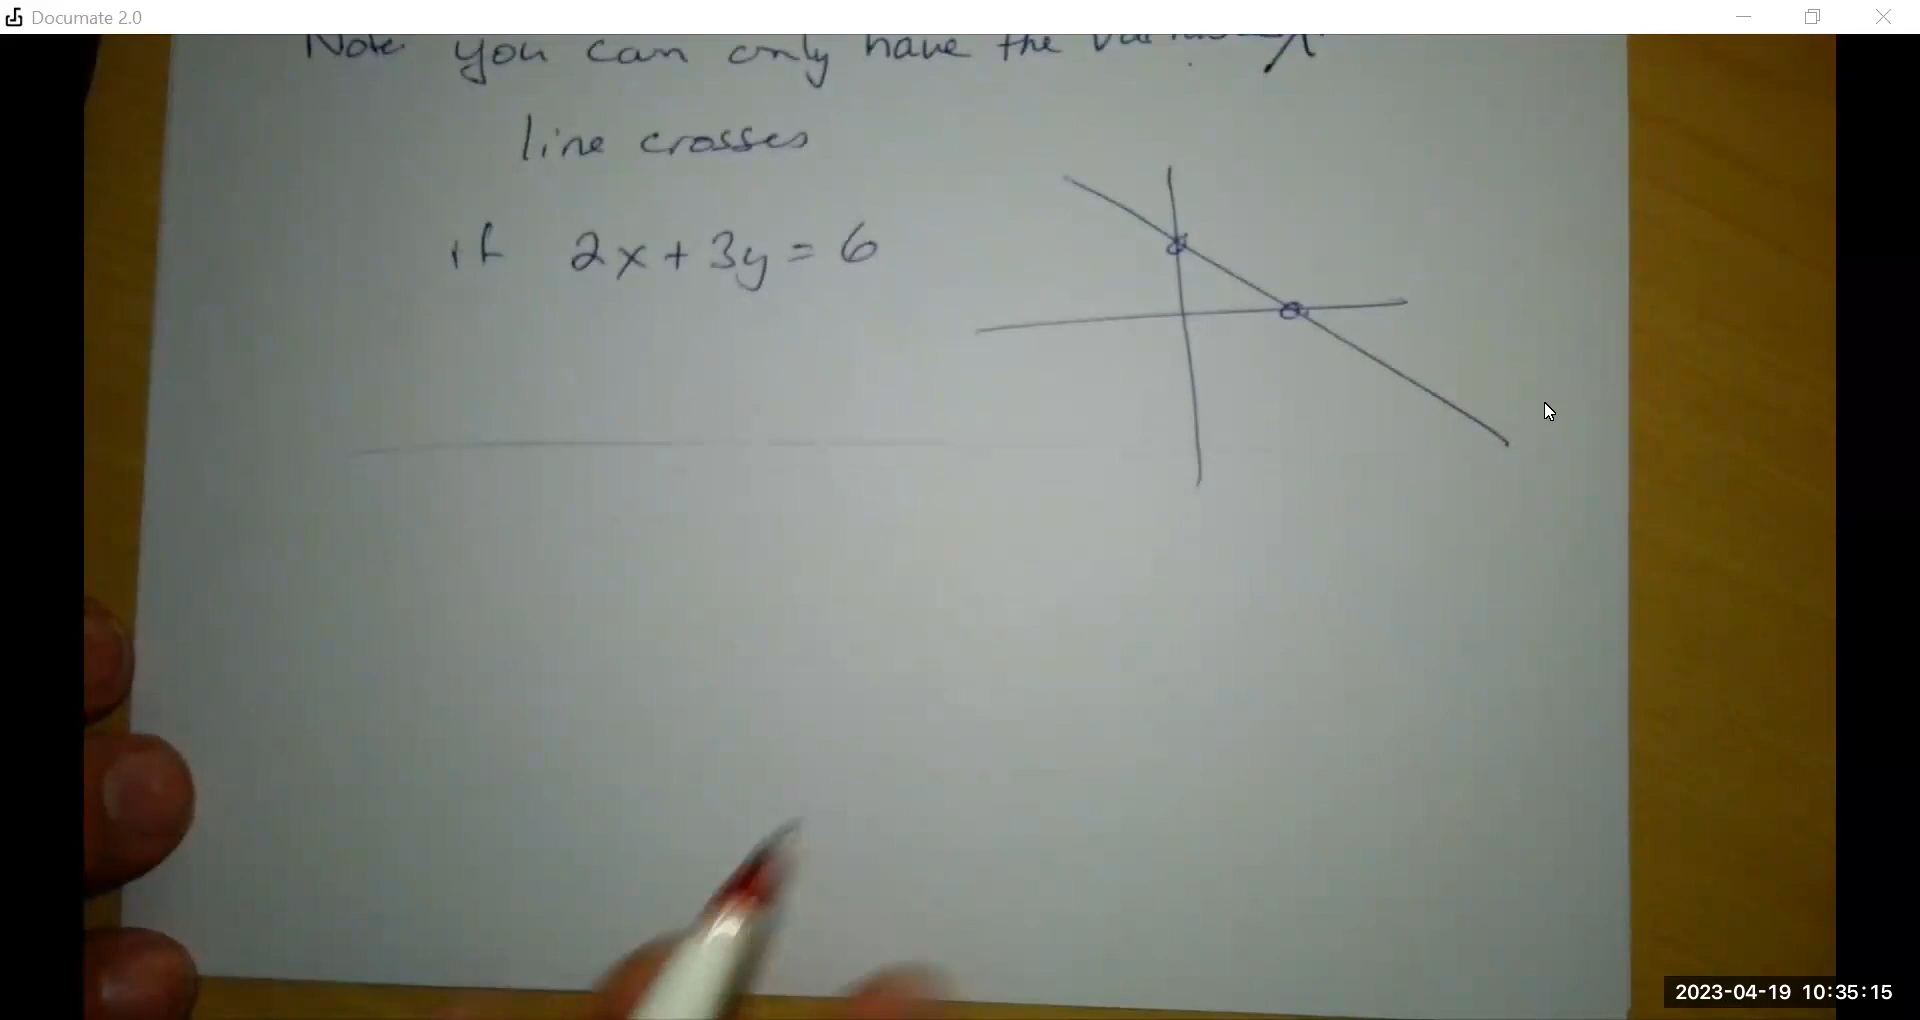 Documate 2.0
Note you can only have the
line crosses
if 2x + 3y = 6
2023-04-19 10:35:15